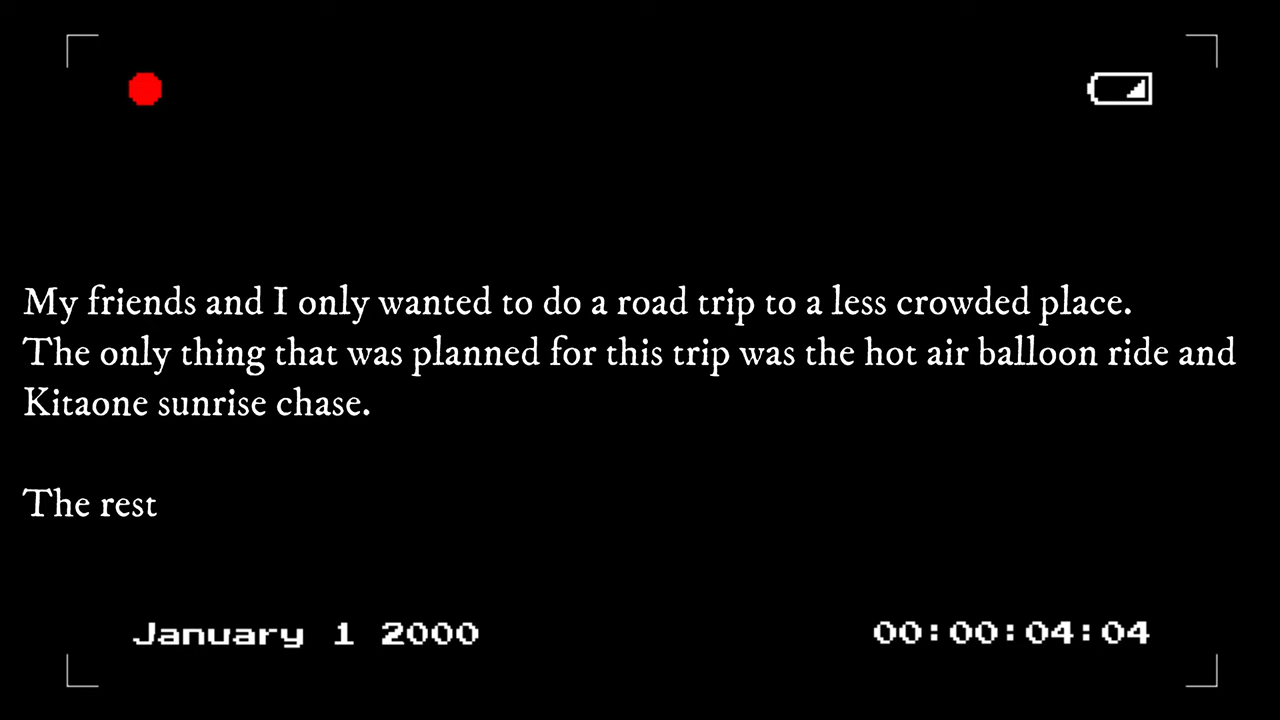 My friends and I only wanted to do a road trip to a less crowded place.
The only thing that was planned for this trip was the hot air balloon ride and
Kitaone sunrise chase.
The rest
January 1 2000
00:00:04:04